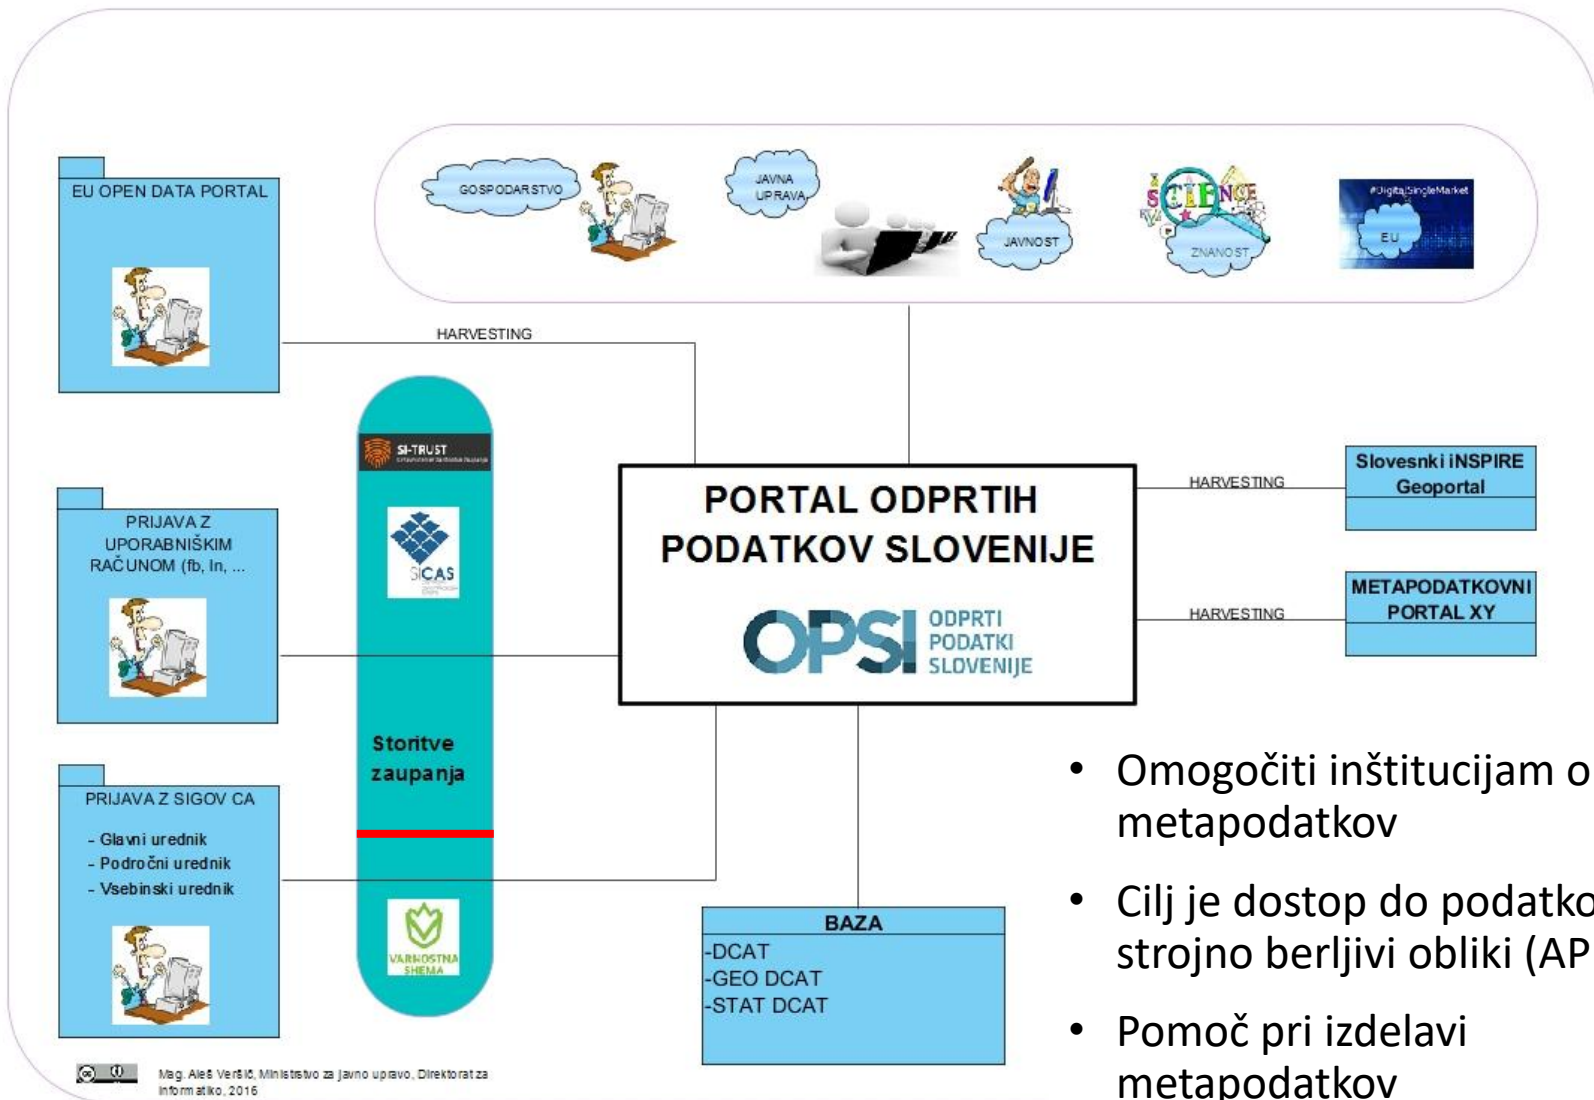 EU OPEN DATA PORTAL
GOSPODARSTVO
JAVNA
UPRAVA
JAVNOST
SCIENCE
ZNANOST
#DigitalSingleMarket
EU
HARVESTING
SI-TRUST
SICAS
PRIJAVA Z
UPORABNIŠKIM
RAČUNOM (fb, In, ...
PORTAL ODPRTIH
PODATKOV SLOVENIJE
OPSI
ODPRTI
PODATKI
SLOVENIJE
HARVESTING
Slovesnki iNSPIRE
Geoportal
HARVESTING
METAPODATKOVNI
PORTAL XY
Storitve
zaupanja
PRIJAVA Z SIGOV CA
- Glavni urednik
- Področni urednik
- Vsebinski urednik
VARNOSTNA
SHEMA
BAZA
-DCAT
-GEO DCAT
-STAT DCAT
• Omogočiti inštitucijam o
metapodatkov
• Cilj je dostop do podatko
strojno berljivi obliki (AP
• Pomoč pri izdelavi
metapodatkov
Mag. Aleš Veršič, Ministrstvo za javno upravo, Direktorat za
informatiko, 2016